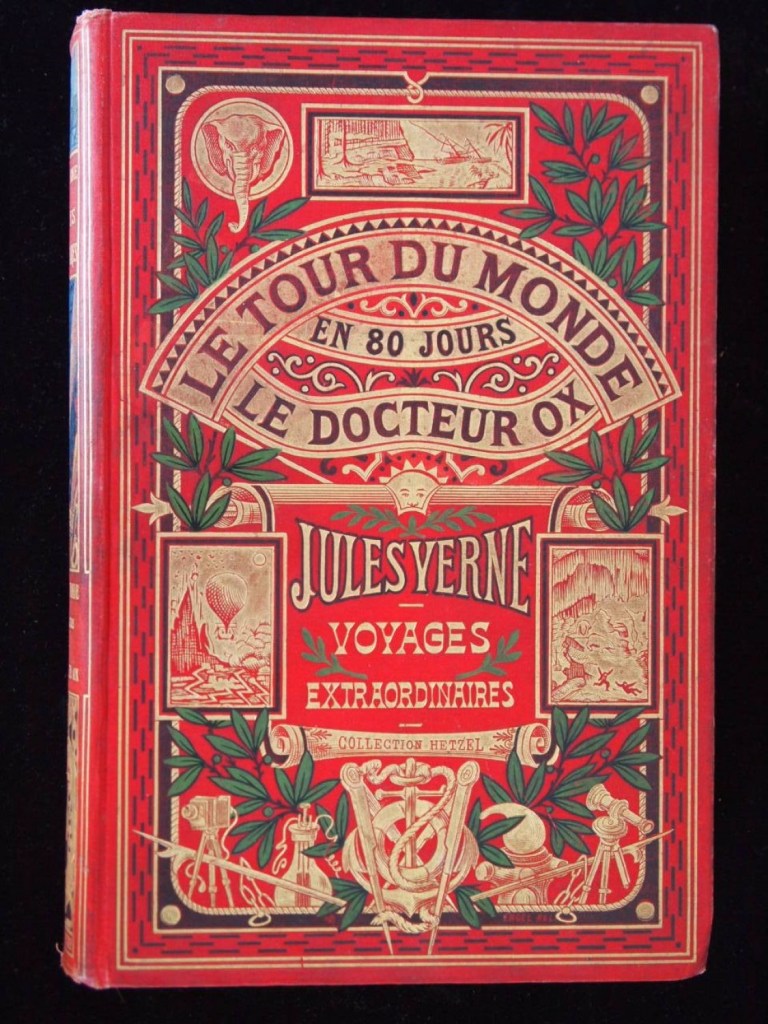 LE TOUR DU MONDE
EN 80 JOURS
LE DOCTEUR OX
JULES VERNE
VOYAGES
EXTRAORDINAIRES
COLLECTION HETZEL